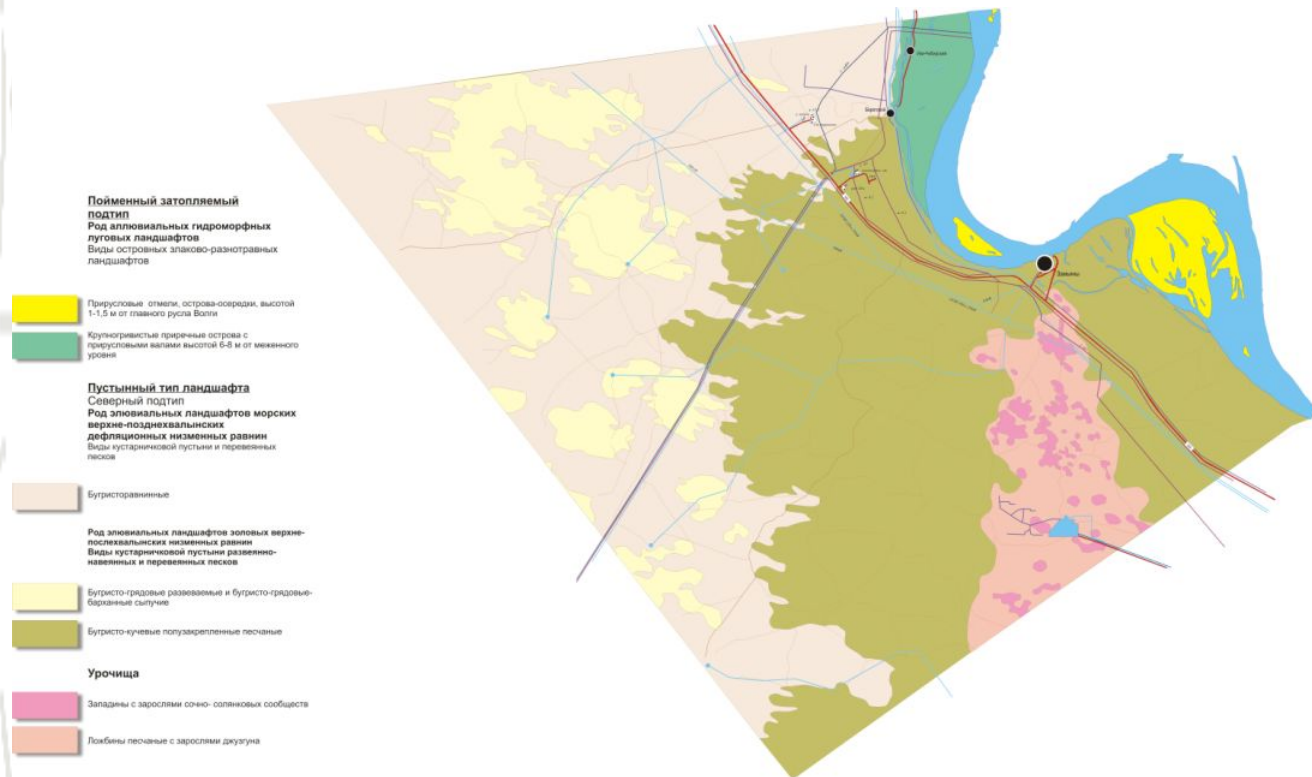 Пойменный затопляемый
подтип
Род аллювиальных гидроморфных
луговых ландшафтов
Виды островных злаково-разнотравных
ландшафтов
Прирусловые отмели, острова-осередки, высотой
1-1,5 м от главного русла Волги
Крупногривистые приречные острова с
прирусловыми валами высотой 6-8 м от меженного
уровня
Пустынный тип ландшафта
Северный подтип
Род элювиальных ландшафтов морских
верхне-позднехвалынских
дефляционных низменных равнин
Виды кустарничковой пустыни и перевеянных
песков
Бугристоравнинные
Род элювиальных ландшафтов эоловых верхне-
послехвалынских низменных равнин
Виды кустарничковой пустыни развеянно-
навеянных и перевеянных песков
Бугристо-грядовые развеваемые и бугристо-грядовые-
барханные сыпучие
Бугристо-кучевые полузакрепленные песчаные
Урочища
Западины с зарослями сочно- солянковых сообществ
Ложбины песчаные с зарослями джузгуна